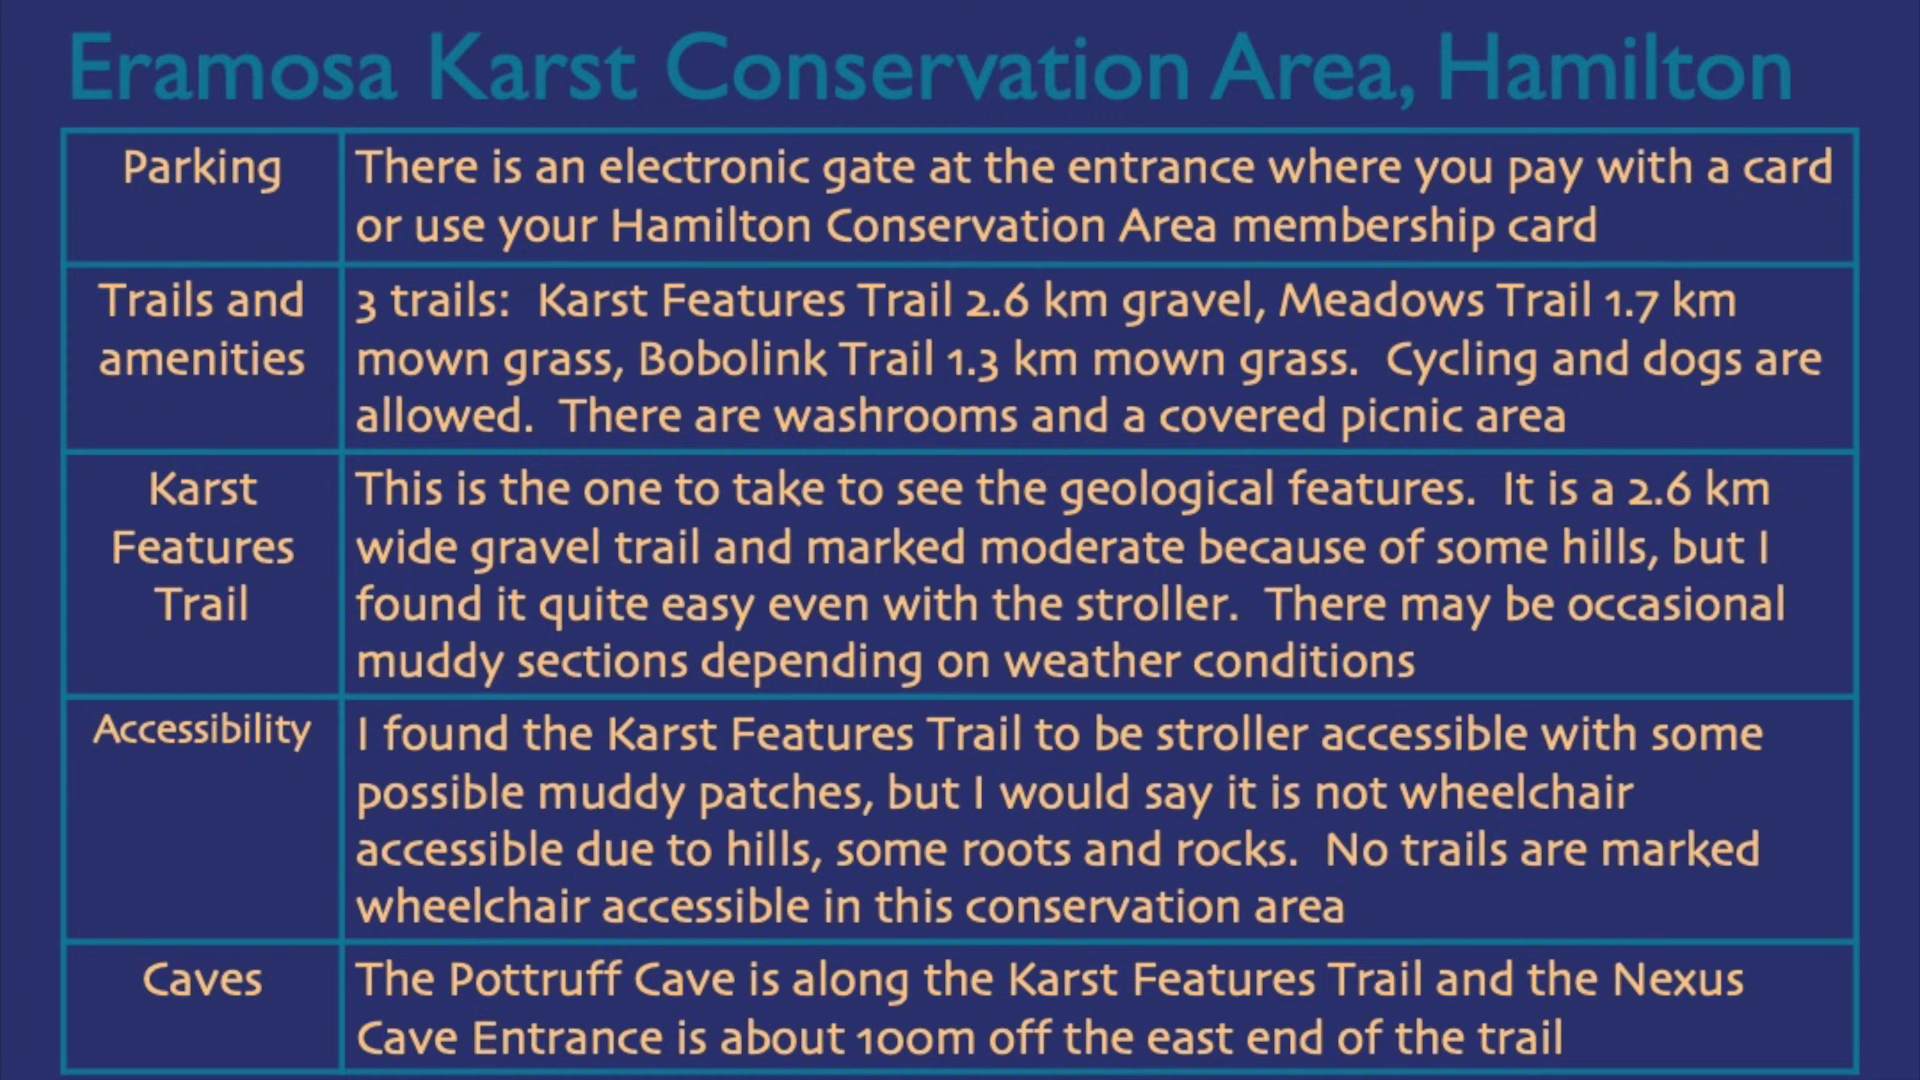 Eramosa Karst Conservation Area, Hamilton
Parking
There is an electronic gate at the entrance where you pay with a card
or use your Hamilton Conservation Area membership card
Trails and
amenities
3 trails:  Karst Features Trail 2.6 km gravel, Meadows Trail 1.7 km
mown grass, Bobolink Trail 1.3 km mown grass.  Cycling and dogs are
allowed.  There are washrooms and a covered picnic area
Karst
Features
Trail
This is the one to take to see the geological features.  It is a 2.6 km
wide gravel trail and marked moderate because of some hills, but I
found it quite easy even with the stroller.  There may be occasional
muddy sections depending on weather conditions
Accessibility
I found the Karst Features Trail to be stroller accessible with some
possible muddy patches, but I would say it is not wheelchair
accessible due to hills, some roots and rocks.  No trails are marked
wheelchair accessible in this conservation area
Caves
The Pottruff Cave is along the Karst Features Trail and the Nexus
Cave Entrance is about 100m off the east end of the trail